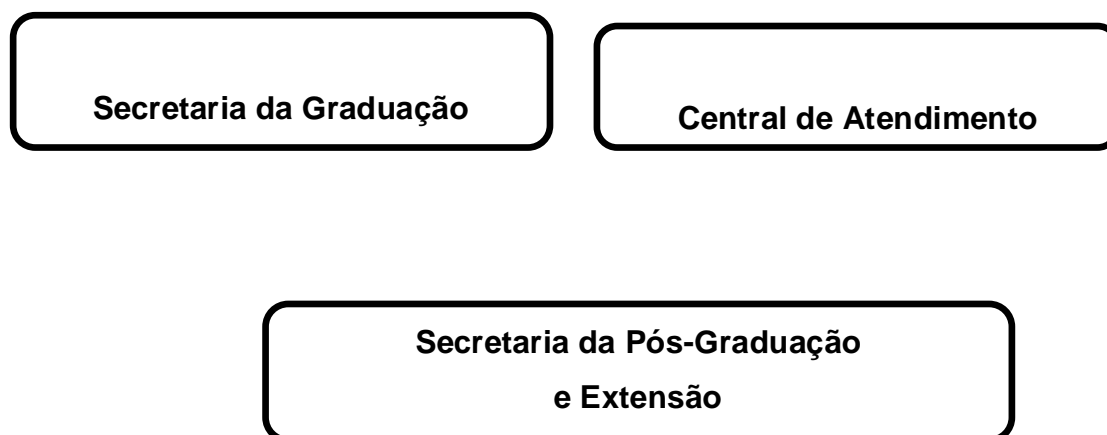 Secretaria da Graduação
Central de Atendimento
Secretaria da Pós-Graduação
e Extensão